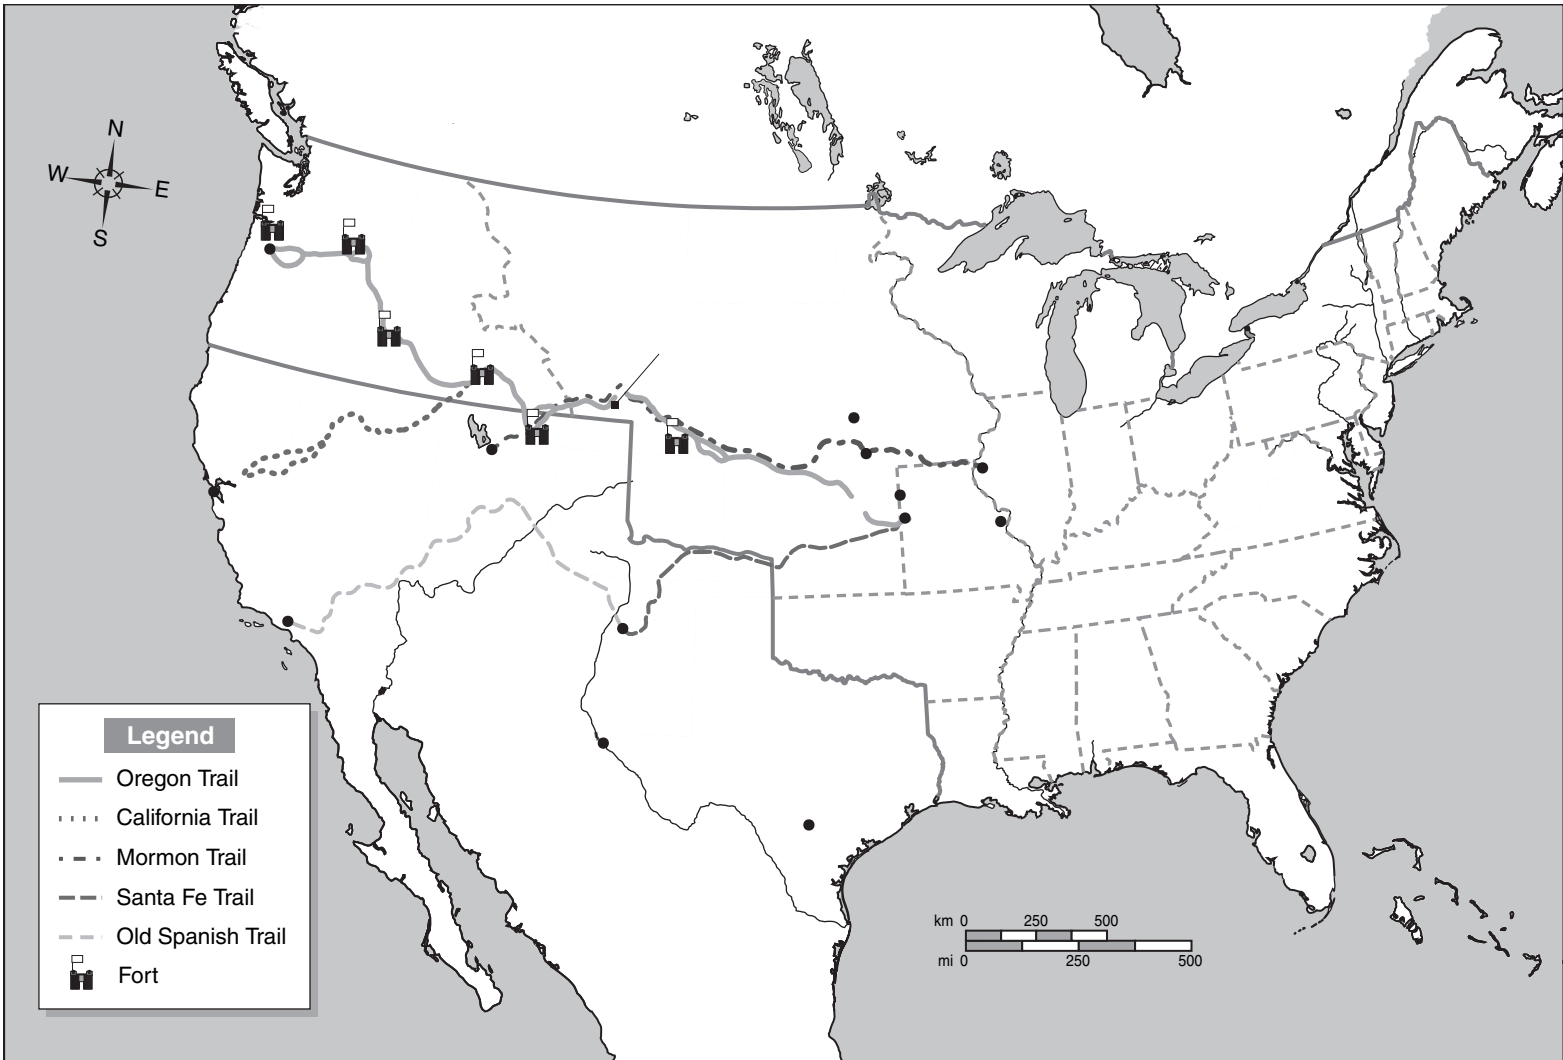 N
W
E
S
Legend
Oregon Trail
California Trail
Mormon Trail
Santa Fe Trail
Old Spanish Trail
Fort
km 0 250 500
mi 0 250 500